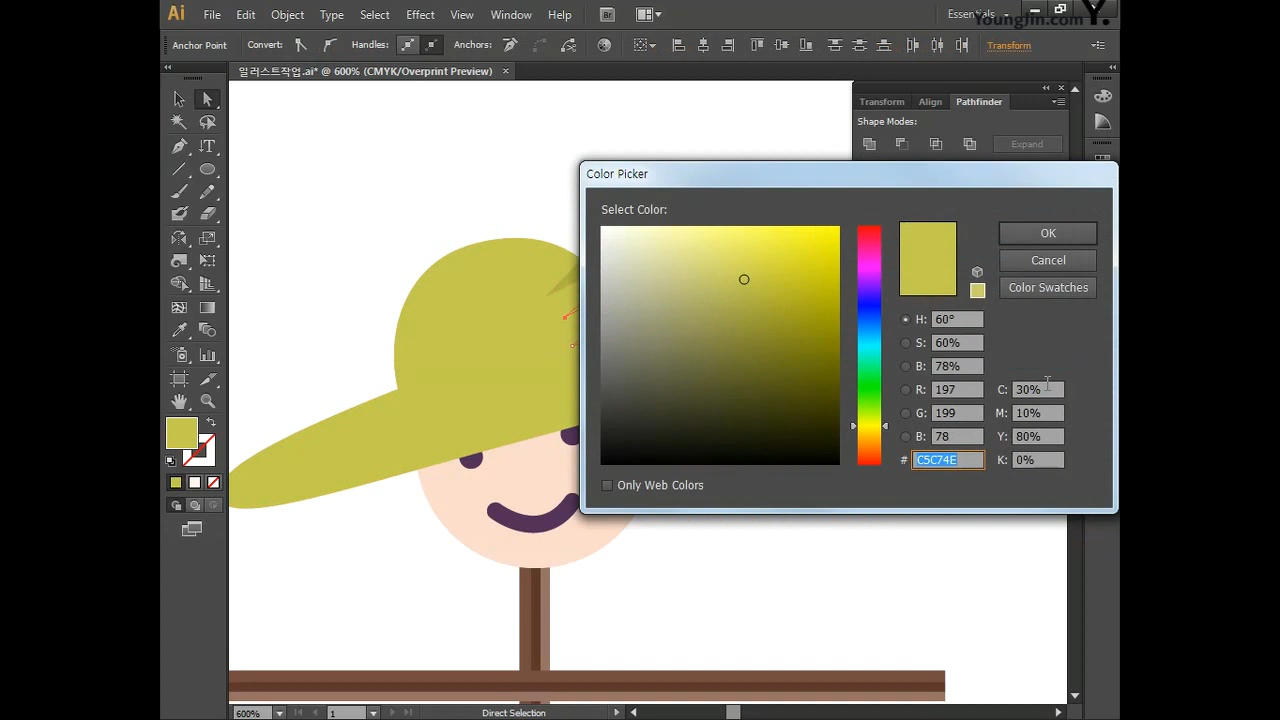 Ai File Edit Object Type Select Effect View Window Help Br Essentials
YoungJin.com Y.
Anchor Point Convert: Handles: Anchors: Transform
일러스트작업.ai* @ 600% (CMYK/Overprint Preview) ×
Transform Align Pathfinder
Shape Modes:
Expand
Color Picker
Select Color:
OK
Cancel
Color Swatches
H: 60°
S: 60%
B: 78%
R: 197 C: 30%
G: 199 M: 10%
B: 78 Y: 80%
# C5C74E K: 0%
Only Web Colors
600% 1 Direct Selection